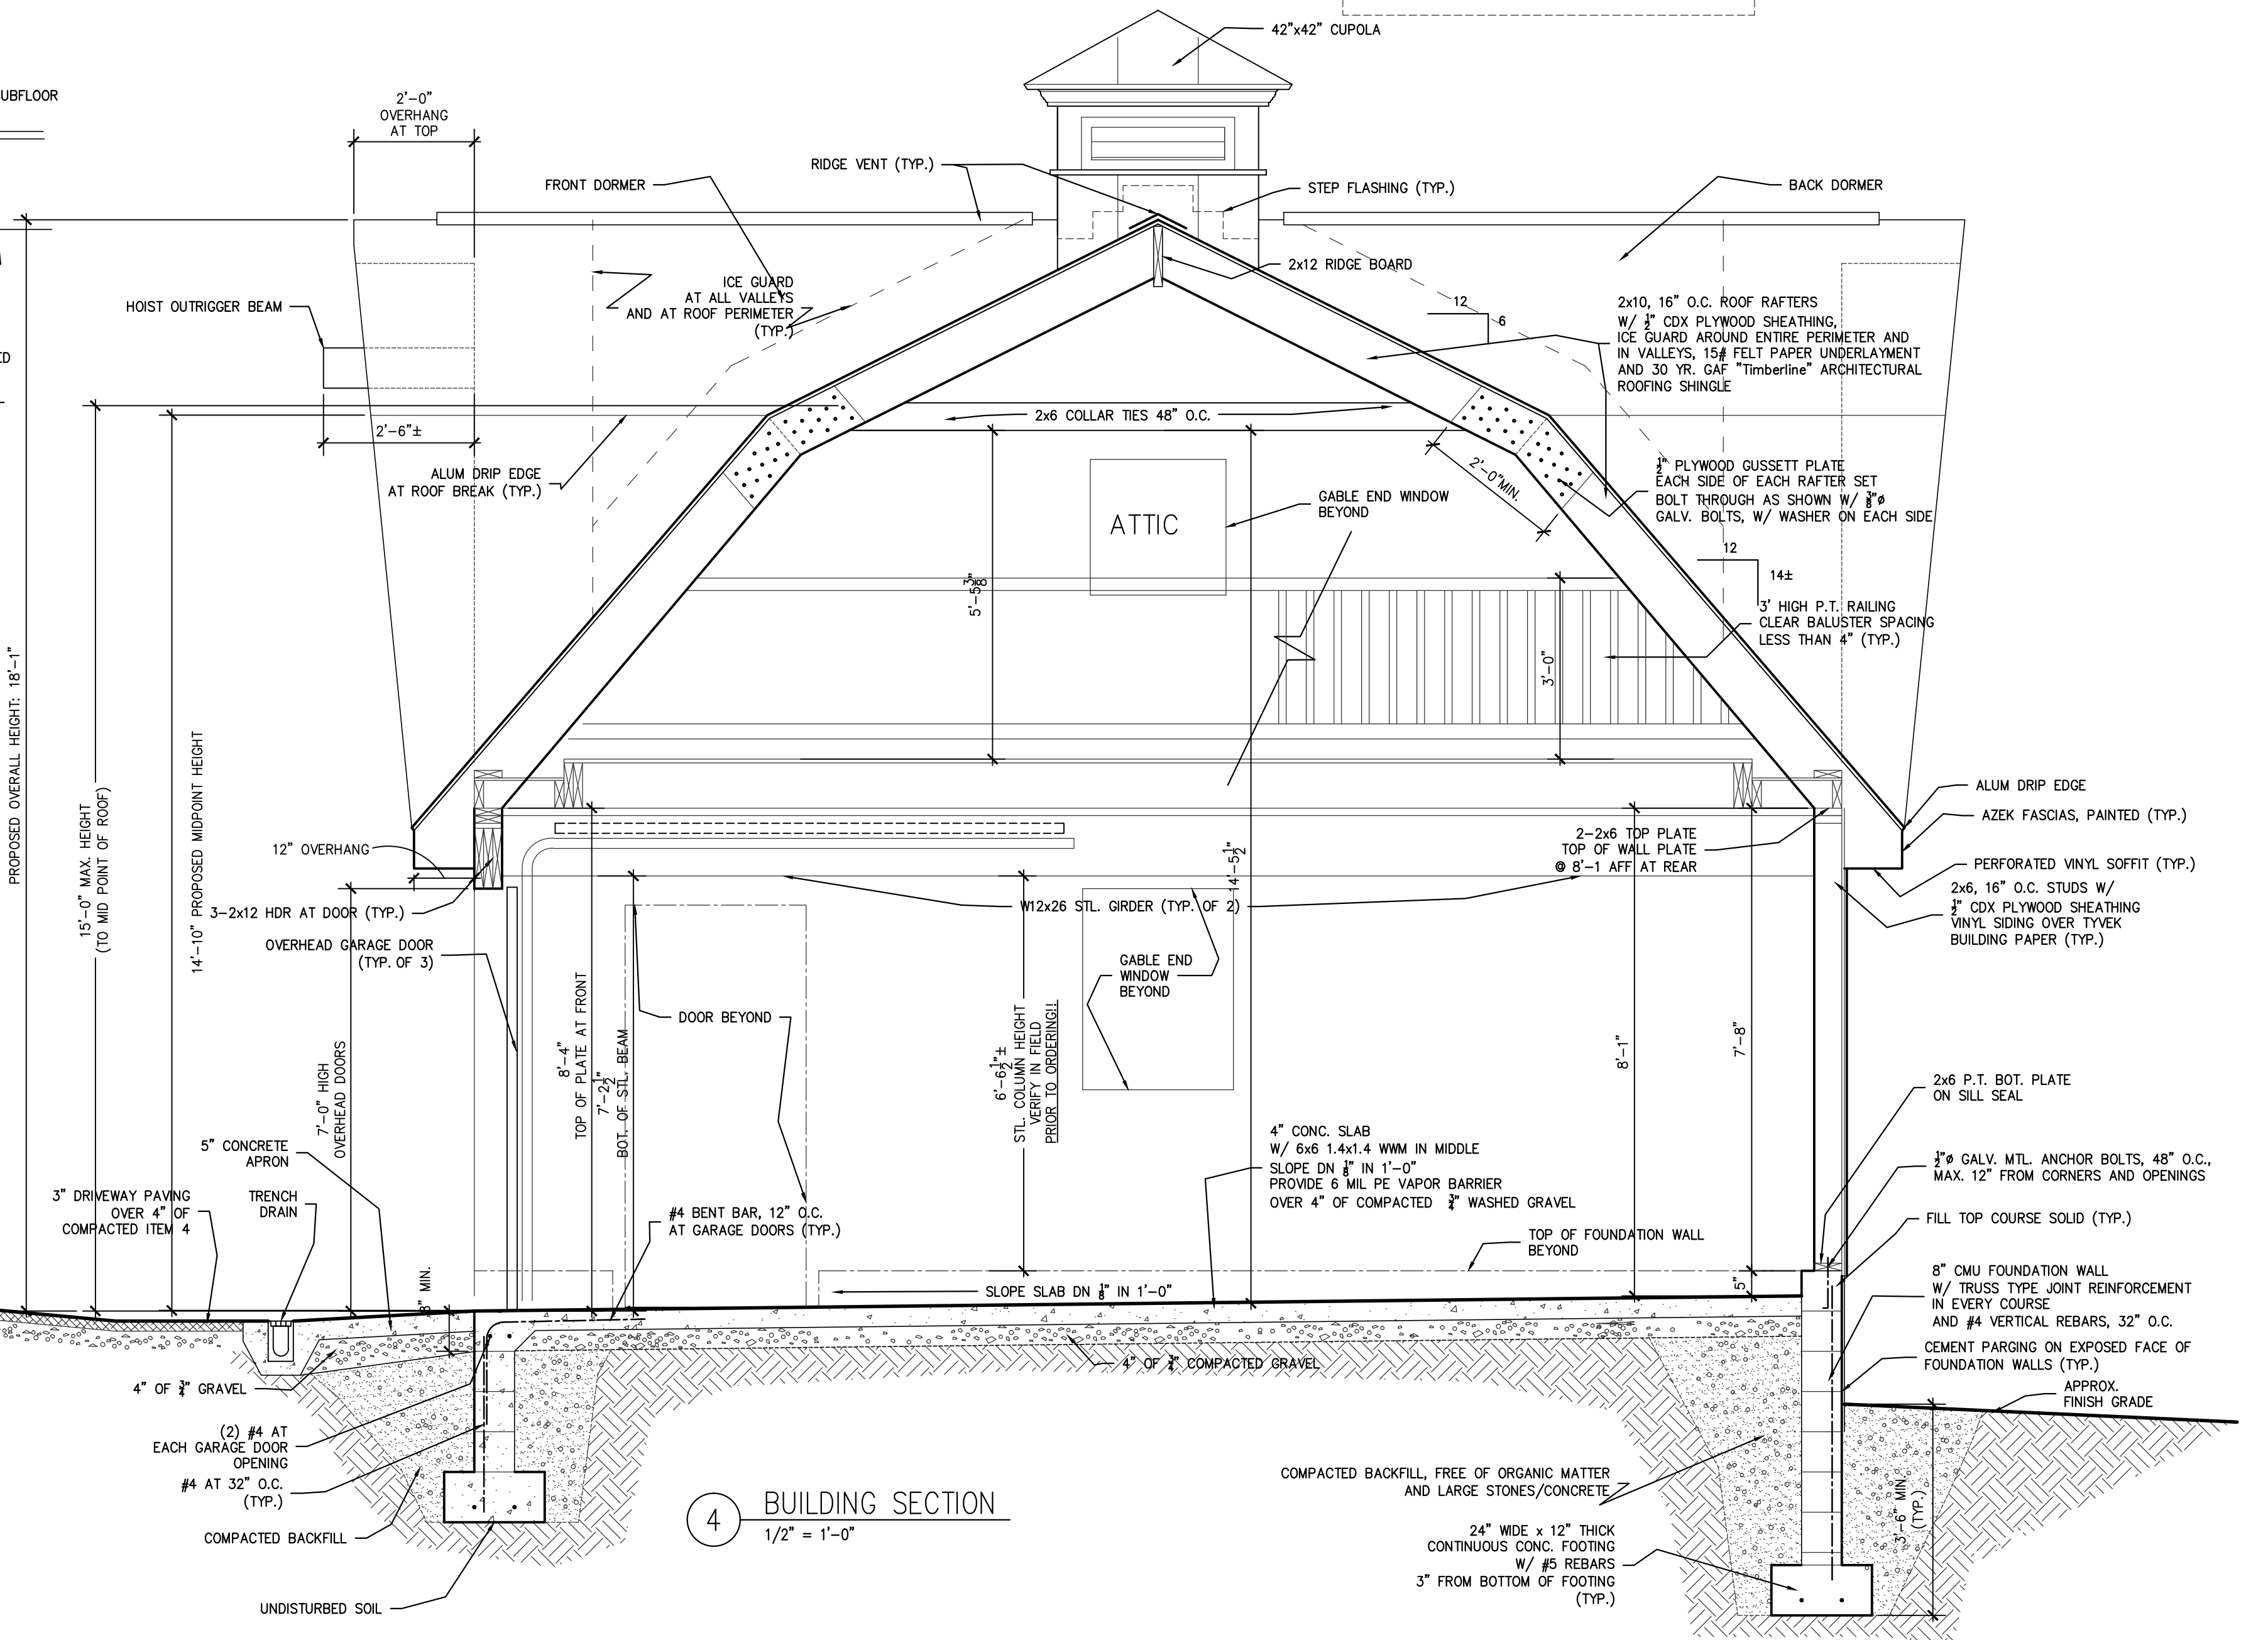 42"x42" CUPOLA
UBFLOOR
2'-0"
OVERHANG
AT TOP
RIDGE VENT (TYP.)
FRONT DORMER
STEP FLASHING (TYP.)
BACK DORMER
2x12 RIDGE BOARD
ICE GUARD
AT ALL VALLEYS
AND AT ROOF PERIMETER
(TYP.)
HOIST OUTRIGGER BEAM
12
6
2x10, 16" O.C. ROOF RAFTERS
W/ ½" CDX PLYWOOD SHEATHING,
ICE GUARD AROUND ENTIRE PERIMETER AND
IN VALLEYS, 15# FELT PAPER UNDERLAYMENT
AND 30 YR. GAF "Timberline" ARCHITECTURAL
ROOFING SHINGLE
ED
2'-6"±
2x6 COLLAR TIES 48" O.C.
ALUM DRIP EDGE
AT ROOF BREAK (TYP.)
2'-0"MIN.
½" PLYWOOD GUSSETT PLATE
EACH SIDE OF EACH RAFTER SET
BOLT THROUGH AS SHOWN W/ ⅜"ø
GALV. BOLTS, W/ WASHER ON EACH SIDE
GABLE END WINDOW
BEYOND
ATTIC
12
14±
5'-5⅜"
3'-0"
3' HIGH P.T. RAILING
CLEAR BALUSTER SPACING
LESS THAN 4" (TYP.)
PROPOSED OVERALL HEIGHT: 18'-1"
15'-0" MAX. HEIGHT
(TO MID POINT OF ROOF)
14'-10" PROPOSED MIDPOINT HEIGHT
ALUM DRIP EDGE
AZEK FASCIAS, PAINTED (TYP.)
12" OVERHANG
2-2x6 TOP PLATE
TOP OF WALL PLATE
@ 8'-1 AFF AT REAR
14'-5½"
PERFORATED VINYL SOFFIT (TYP.)
2x6, 16" O.C. STUDS W/
½" CDX PLYWOOD SHEATHING
VINYL SIDING OVER TYVEK
BUILDING PAPER (TYP.)
3-2x12 HDR AT DOOR (TYP.)
W12x26 STL. GIRDER (TYP. OF 2)
OVERHEAD GARAGE DOOR
(TYP. OF 3)
GABLE END
WINDOW
BEYOND
DOOR BEYOND
7'-0" HIGH
OVERHEAD DOORS
8'-4"
TOP OF PLATE AT FRONT
7'-2½"
BOT. OF STL. BEAM
6'-6½"±
STL. COLUMN HEIGHT
VERIFY IN FIELD
PRIOR TO ORDERING!!
8'-1"
7'-8"
2x6 P.T. BOT. PLATE
ON SILL SEAL
5" CONCRETE
APRON
4" CONC. SLAB
W/ 6x6 1.4x1.4 WWM IN MIDDLE
SLOPE DN ⅛" IN 1'-0"
PROVIDE 6 MIL PE VAPOR BARRIER
OVER 4" OF COMPACTED ¾" WASHED GRAVEL
½"ø GALV. MTL. ANCHOR BOLTS, 48" O.C.,
MAX. 12" FROM CORNERS AND OPENINGS
3" DRIVEWAY PAVING
OVER 4" OF
COMPACTED ITEM 4
TRENCH
DRAIN
#4 BENT BAR, 12" O.C.
AT GARAGE DOORS (TYP.)
FILL TOP COURSE SOLID (TYP.)
TOP OF FOUNDATION WALL
BEYOND
8" MIN.
SLOPE SLAB DN ⅛" IN 1'-0"
5"
8" CMU FOUNDATION WALL
W/ TRUSS TYPE JOINT REINFORCEMENT
IN EVERY COURSE
AND #4 VERTICAL REBARS, 32" O.C.
CEMENT PARGING ON EXPOSED FACE OF
FOUNDATION WALLS (TYP.)
4" OF ¾" COMPACTED GRAVEL
4" OF ¾" GRAVEL
APPROX.
FINISH GRADE
(2) #4 AT
EACH GARAGE DOOR
OPENING
#4 AT 32" O.C.
(TYP.)
COMPACTED BACKFILL
COMPACTED BACKFILL, FREE OF ORGANIC MATTER
AND LARGE STONES/CONCRETE
3'-6" MIN.
(TYP.)
4
BUILDING SECTION
1/2" = 1'-0"
24" WIDE x 12" THICK
CONTINUOUS CONC. FOOTING
W/ #5 REBARS
3" FROM BOTTOM OF FOOTING
(TYP.)
UNDISTURBED SOIL